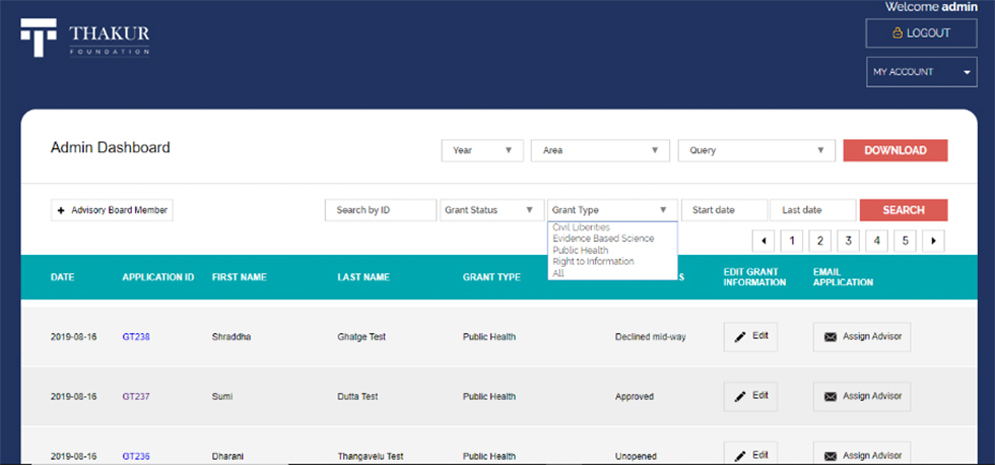 Welcome admin
THAKUR
FOUNDATION
LOGOUT
MY ACCOUNT
Admin Dashboard
Year
Area
Query
DOWNLOAD
+ Advisory Board Member
Search by ID
Grant Status
Grant Type
Start date
Last date
SEARCH
Civil Liberities
Evidence Based Science
Public Health
Right to Information
All
1 2 3 4 5
DATE APPLICATION ID FIRST NAME LAST NAME GRANT TYPE S EDIT GRANT INFORMATION EMAIL APPLICATION
2019-08-16 GT238 Shraddha Ghatge Test Public Health Declined mid-way Edit Assign Advisor
2019-08-16 GT237 Sumi Dutta Test Public Health Approved Edit Assign Advisor
2019-08-16 GT236 Dharani Thangavelu Test Public Health Unopened Edit Assign Advisor